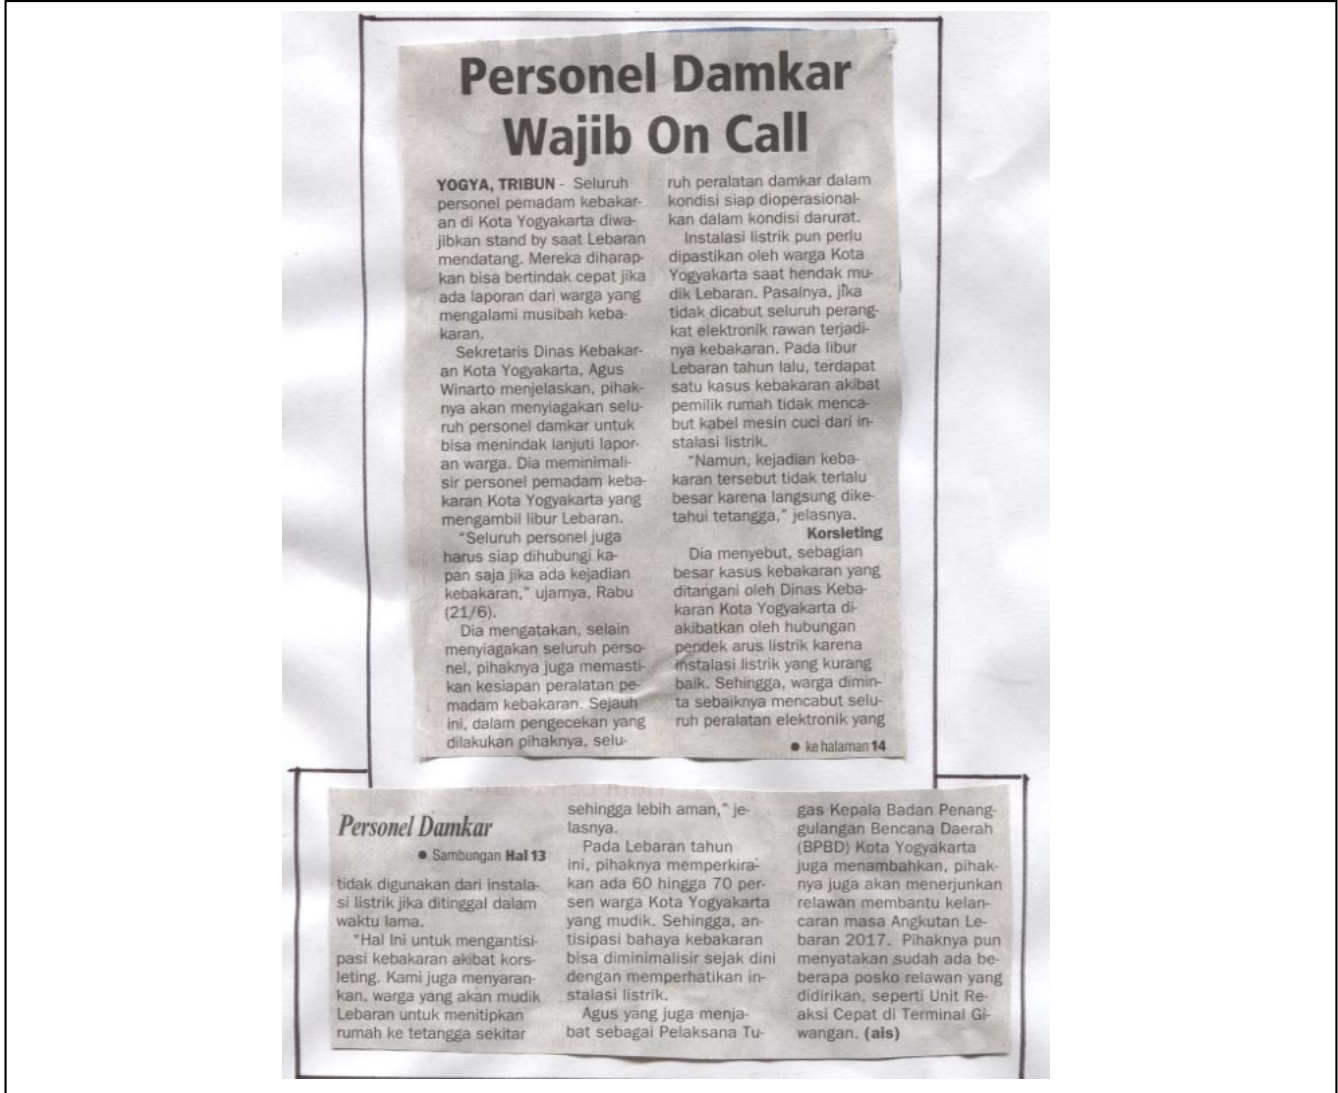 Personel Damkar
Wajib On Call
YOGYA, TRIBUN - Seluruh
personel pemadam kebakar-
an di Kota Yogyakarta diwa-
jibkan stand by saat Lebaran
mendatang. Mereka diharap-
kan bisa bertindak cepat jika
ada laporan dari warga yang
mengalami musibah keba-
karan.
Sekretaris Dinas Kebakar-
an Kota Yogyakarta, Agus
Winarto menjelaskan, pihak-
nya akan menyiagakan selu-
ruh personel damkar untuk
bisa menindak lanjuti lapor-
an warga. Dia meminimali-
sir personel pemadam keba-
karan Kota Yogyakarta yang
mengambil libur Lebaran.
"Seluruh personel juga
harus siap dihubungi ka-
pan saja jika ada kejadian
kebakaran," ujarnya, Rabu
(21/6).
Dia mengatakan, selain
menyiagakan seluruh perso-
nel, pihaknya juga memasti-
kan kesiapan peralatan pe-
madam kebakaran. Sejauh
ini, dalam pengecekan yang
dilakukan pihaknya, selu-
ruh peralatan damkar dalam
kondisi siap dioperasional-
kan dalam kondisi darurat.
Instalasi listrik pun perlu
dipastikan oleh warga Kota
Yogyakarta saat hendak mu-
dik Lebaran. Pasalnya, jika
tidak dicabut seluruh perang-
kat elektronik rawan terjadi-
nya kebakaran. Pada libur
Lebaran tahun lalu, terdapat
satu kasus kebakaran akibat
pemilik rumah tidak menca-
but kabel mesin cuci dari in-
stalasi listrik.
"Namun, kejadian keba-
karan tersebut tidak terlalu
besar karena langsung dike-
tahui tetangga," jelasnya.
Korsleting
Dia menyebut, sebagian
besar kasus kebakaran yang
ditangani oleh Dinas Keba-
karan Kota Yogyakarta di-
akibatkan oleh hubungan
pendek arus listrik karena
instalasi listrik yang kurang
baik. Sehingga, warga dimin-
ta sebaiknya mencabut selu-
ruh peralatan elektronik yang
● ke halaman 14
Personel Damkar
● Sambungan Hal 13
tidak digunakan dari instala-
si listrik jika ditinggal dalam
waktu lama.
"Hal Ini untuk mengantisi-
pasi kebakaran akibat kors-
leting. Kami juga menyaran-
kan, warga yang akan mudik
Lebaran untuk menitipkan
rumah ke tetangga sekitar
sehingga lebih aman," je-
lasnya.
Pada Lebaran tahun
ini, pihaknya memperkira-
kan ada 60 hingga 70 per-
sen warga Kota Yogyakarta
yang mudik. Sehingga, an-
tisipasi bahaya kebakaran
bisa diminimalisir sejak dini
dengan memperhatikan in-
stalasi listrik.
Agus yang juga menja-
bat sebagai Pelaksana Tu-
gas Kepala Badan Penang-
gulangan Bencana Daerah
(BPBD) Kota Yogyakarta
juga menambahkan, pihak-
nya juga akan menerjunkan
relawan membantu kelan-
caran masa Angkutan Le-
baran 2017. Pihaknya pun
menyatakan sudah ada be-
berapa posko relawan yang
didirikan, seperti Unit Re-
aksi Cepat di Terminal Gi-
wangan. (ais)